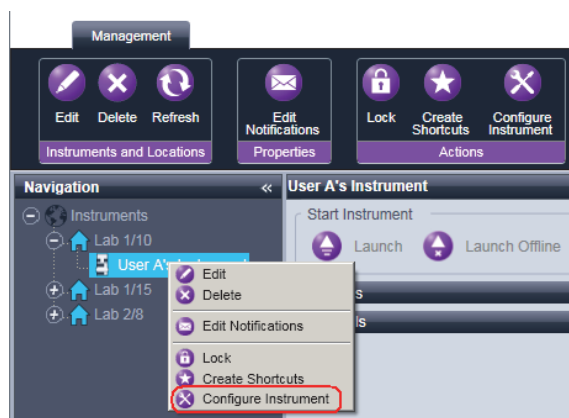 Management
Edit Delete Refresh
Edit Notifications
Lock
Create Shortcuts
Configure Instrument
Instruments and Locations
Properties
Actions
Navigation «
User A's Instrument
Instruments
Lab 1/10
User A's
Lab 1/15
Lab 2/8
Start Instrument
Launch
Launch Offline
Edit
Delete
Edit Notifications
Lock
Create Shortcuts
Configure Instrument